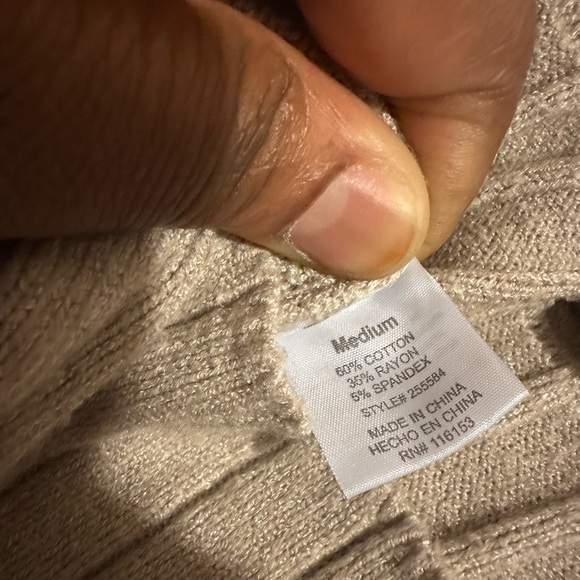 Medium
60% COTTON
35% RAYON
5% SPANDEX
STYLE# 255584
MADE IN CHINA
HECHO EN CHINA
RN# 116153